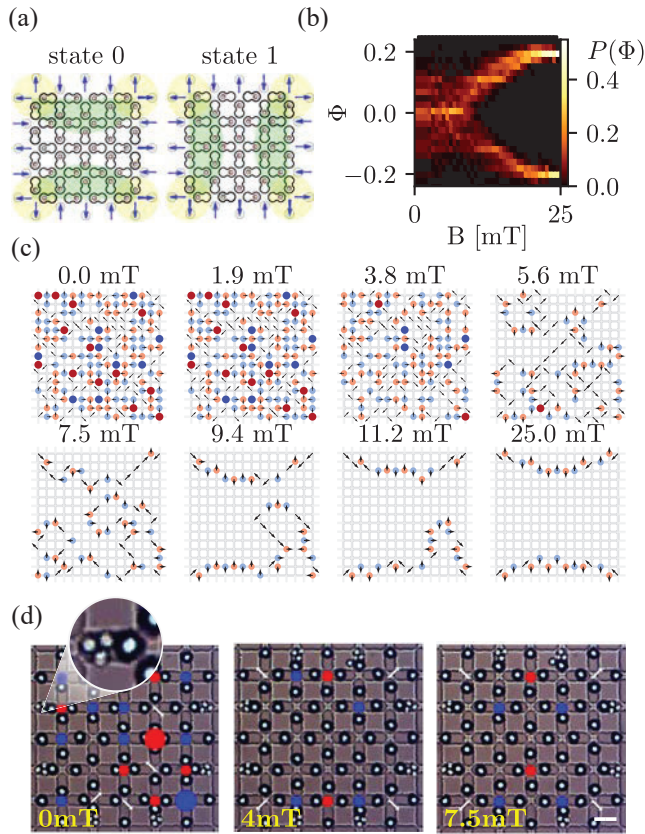 (a)
state 0
state 1
(b)
0.2
0.0
−0.2
Φ
0
25
B [mT]
P(Φ)
0.4
0.2
0.0
(c)
0.0 mT
1.9 mT
3.8 mT
5.6 mT
7.5 mT
9.4 mT
11.2 mT
25.0 mT
(d)
0mT
4mT
7.5mT